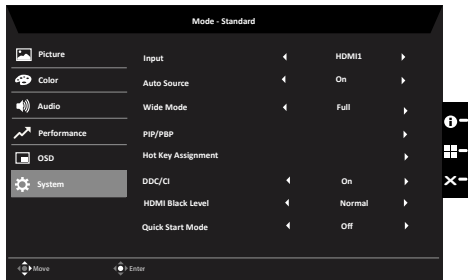 Mode - Standard
Picture
Color
Audio
Performance
OSD
System
Input HDMI1
Auto Source On
Wide Mode Full
PIP/PBP
Hot Key Assignment
DDC/CI On
HDMI Black Level Normal
Quick Start Mode Off
Move Enter